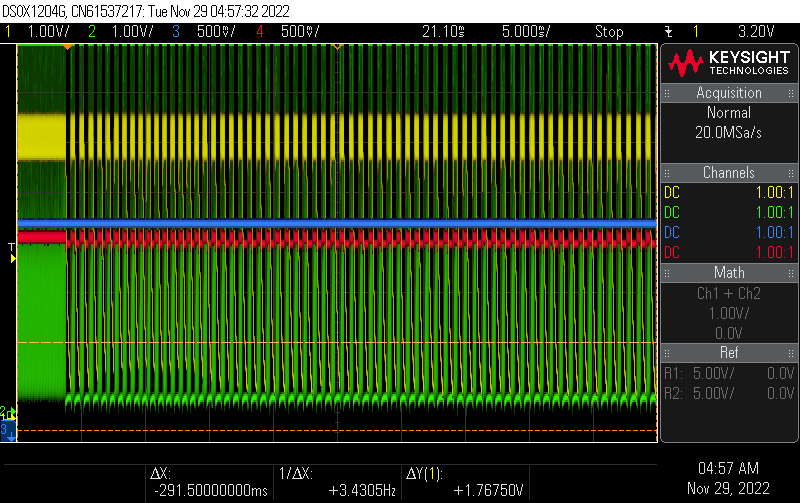 DSOX1204G, CN61537217: Tue Nov 29 04:57:32 2022
1 1.00V/ 2 1.00V/ 3 500mV/ 4 500mV/ 21.10s 5.000s/ Stop 1 3.20V
KEYSIGHT
TECHNOLOGIES
Acquisition
Normal
20.0MSa/s
Channels
DC 1.00:1
DC 1.00:1
DC 1.00:1
DC 1.00:1
Math
Ch1 + Ch2
1.00V/
0.0V
Ref
R1: 5.00V/ 0.0V
R2: 5.00V/ 0.0V
T
2
3
ΔX:
-291.50000000ms
1/ΔX:
+3.4305Hz
ΔY(1):
+1.76750V
04:57 AM
Nov 29, 2022